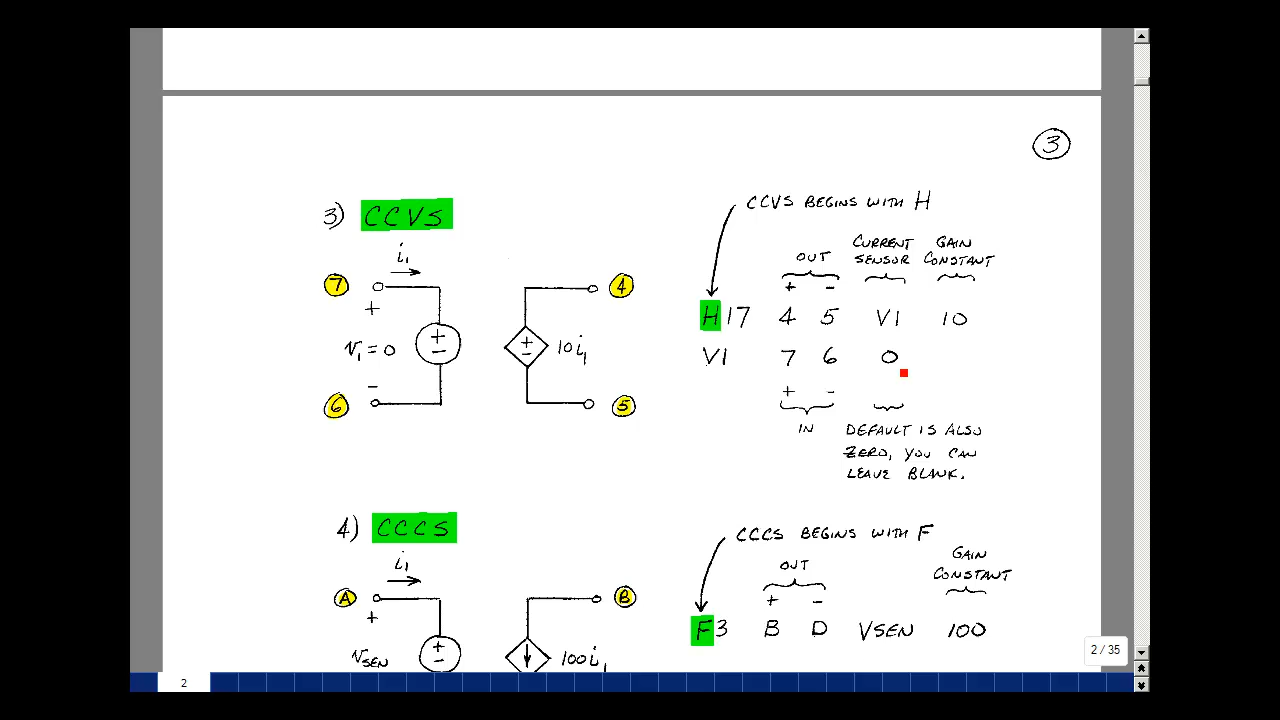 3
3) CCVS
CCVS BEGINS WITH H
i1
CURRENT GAIN
OUT SENSOR CONSTANT
+ -
7
4
+
H17 4 5 V1 10
v1 = 0
+
-
+
-
10i1
V1 7 6 0
-
6
5
+ -
IN
DEFAULT IS ALSO
ZERO, YOU CAN
LEAVE BLANK.
4) CCCS
CCCS BEGINS WITH F
i1
GAIN
OUT CONSTANT
+ -
A
B
+
F3 B D VSEN 100
vSEN
+
-
100i1
2 / 35
2